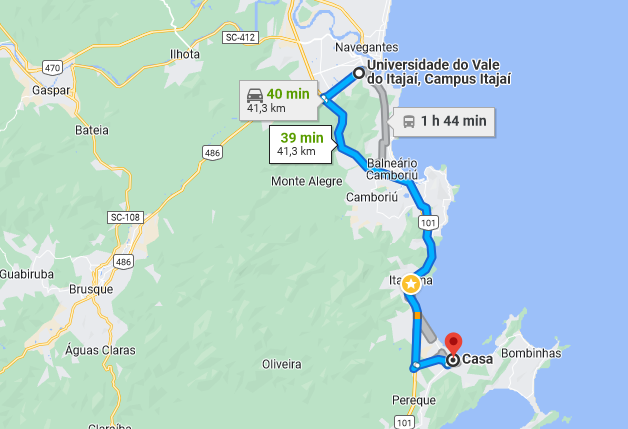 SC-412
Navegantes
Ilhota
470
Gaspar
Universidade do Vale
do Itajaí, Campus Itajaí
40 min
41,3 km
1 h 44 min
Bateia
39 min
41,3 km
486
Balneário
Camboriú
Monte Alegre
Camboriú
SC-108
101
486
Guabiruba
Brusque
Itapema
Águas Claras
Casa
Bombinhas
Oliveira
Pereque
101